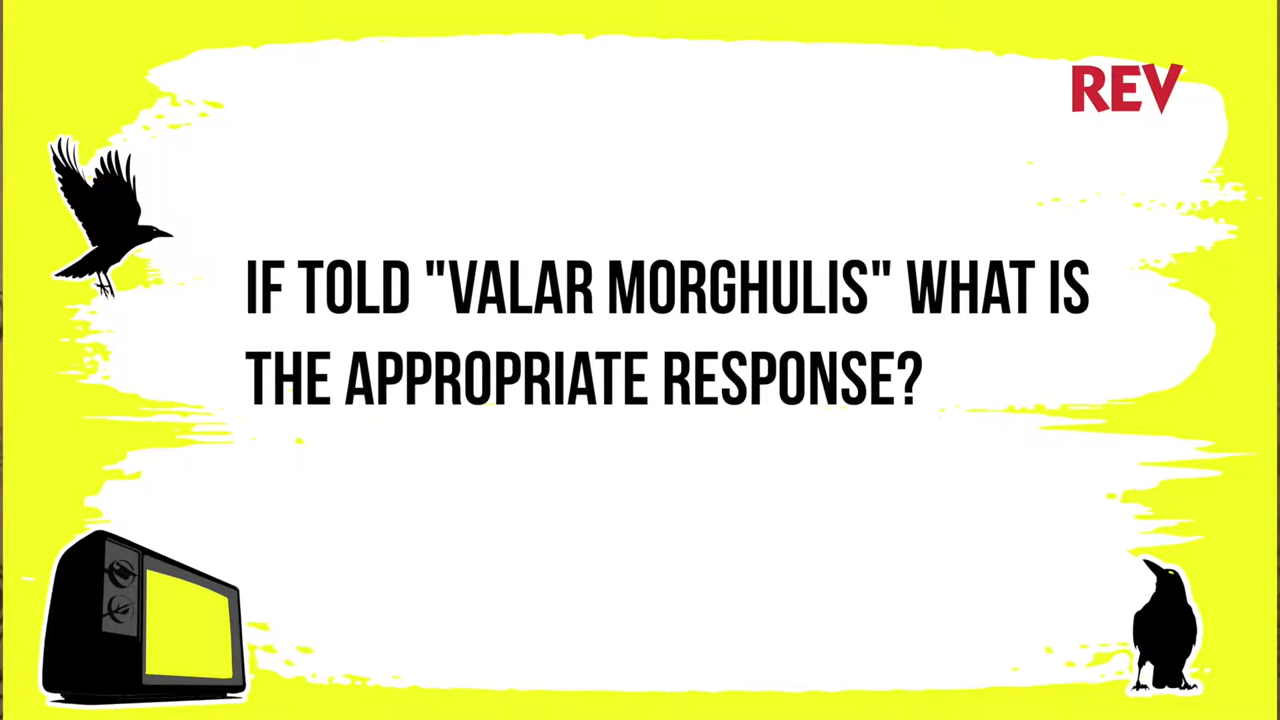 REV
IF TOLD "VALAR MORGHULIS" WHAT IS
THE APPROPRIATE RESPONSE?